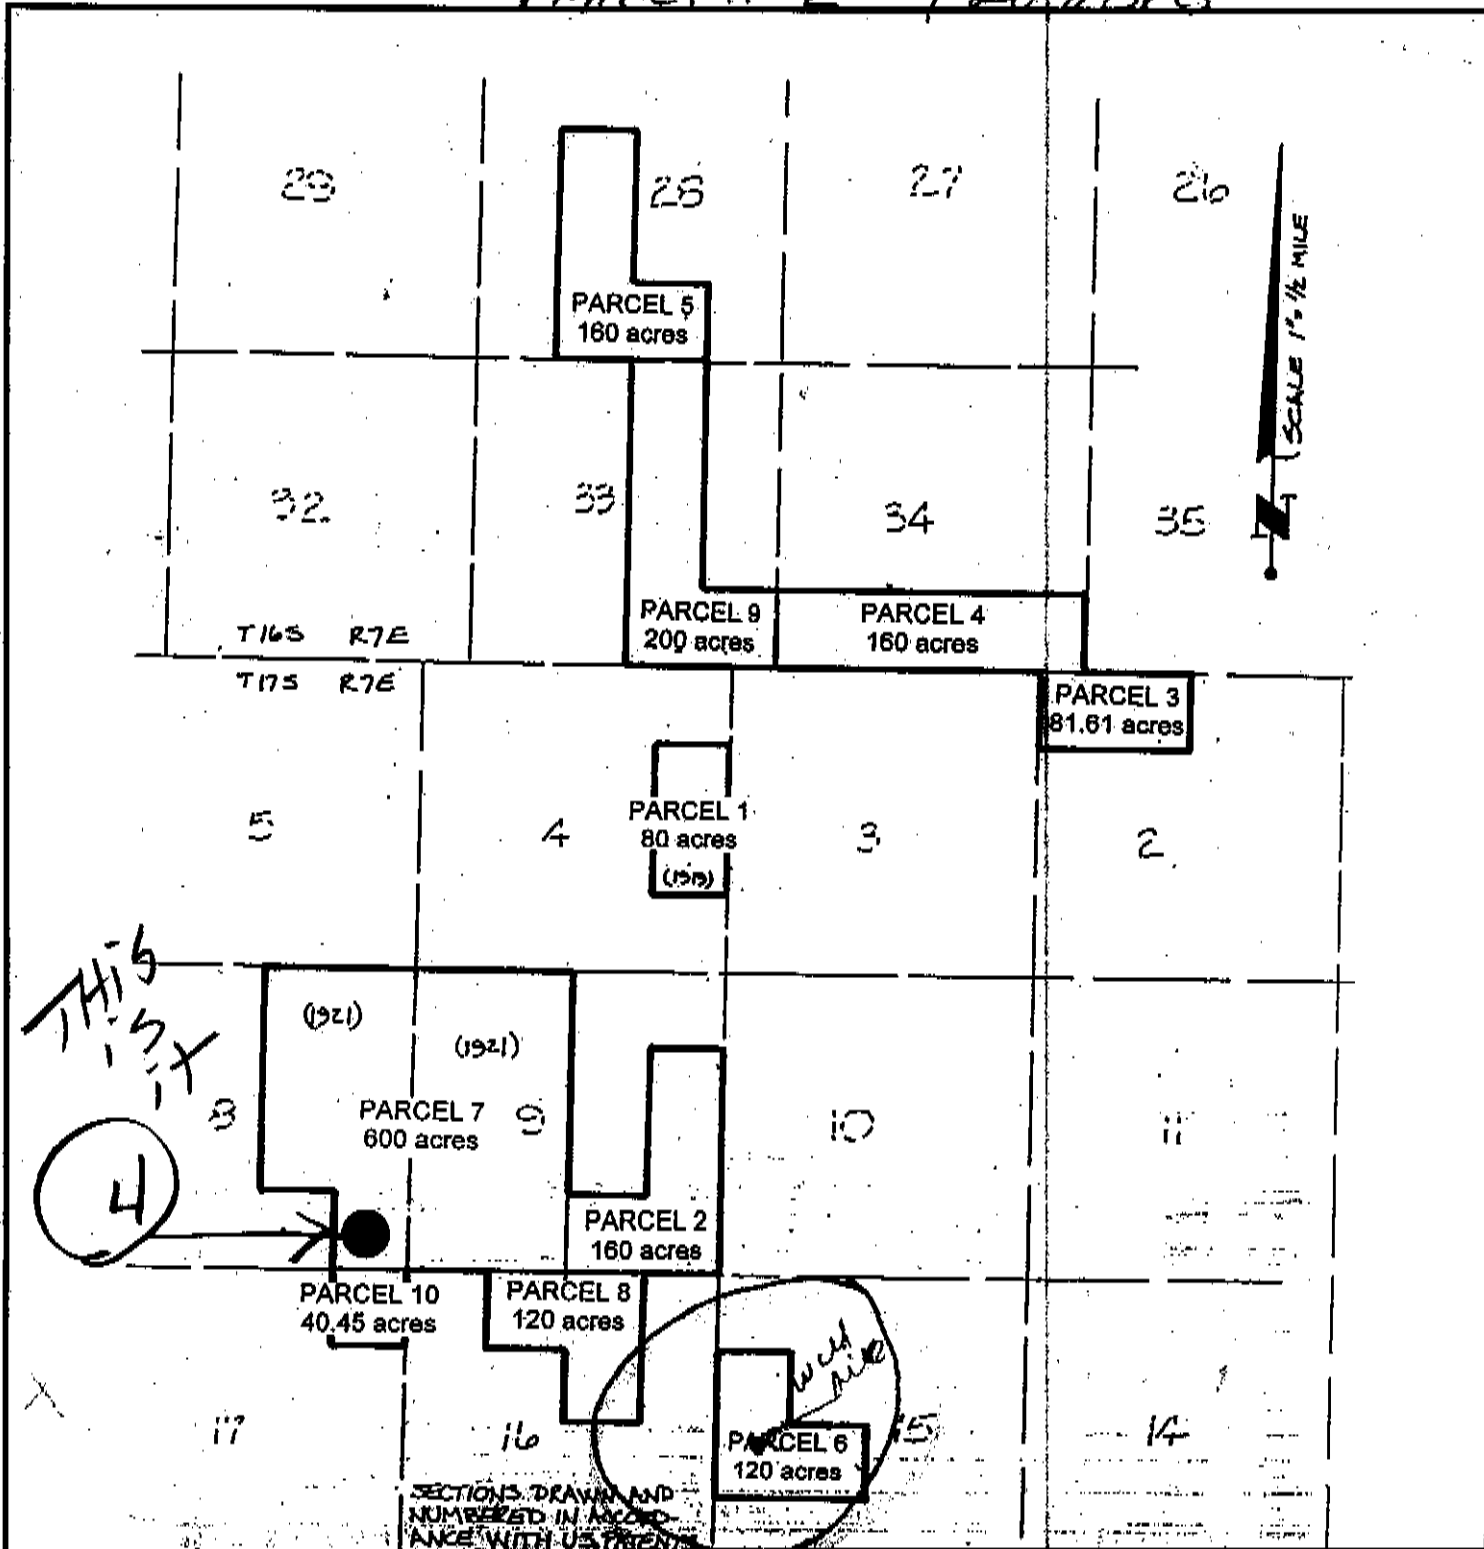 29
28
27
26
SCALE 1"= 1/2 MILE
PARCEL 5
160 acres
32
33
34
35
N
PARCEL 9
200 acres
PARCEL 4
160 acres
T16S R7E
T17S R7E
PARCEL 3
81.61 acres
5
4
PARCEL 1
80 acres
3
2
THiS
iS
iT
(1921)
(1921)
8
PARCEL 7
600 acres
9
10
11
4
PARCEL 2
160 acres
PARCEL 10
40.45 acres
PARCEL 8
120 acres
well
site
17
16
PARCEL 6
120 acres
15
14
SECTIONS DRAWN AND
NUMBERED IN ACCORD-
ANCE WITH U.S. PATENTS